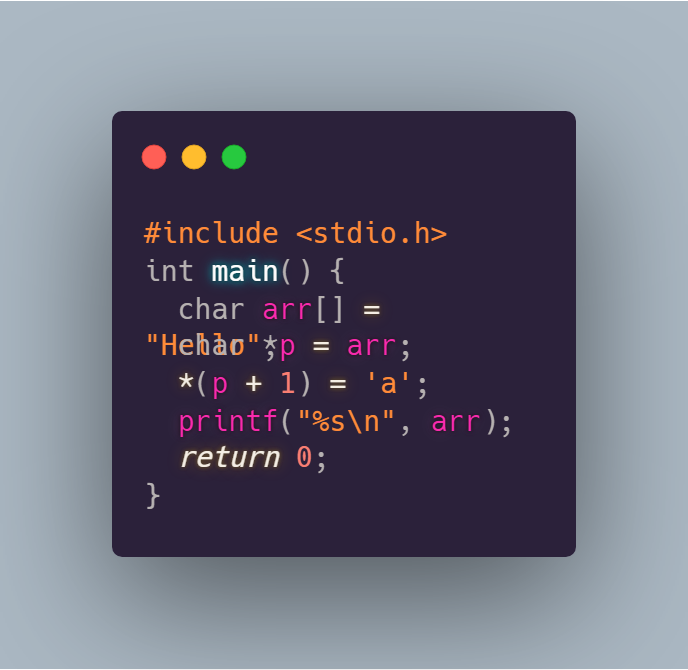 #include <stdio.h>
int main() {
char arr[] =
"Hello";
char *p = arr;
*(p + 1) = 'a';
printf("%s\n", arr);
return 0;
}